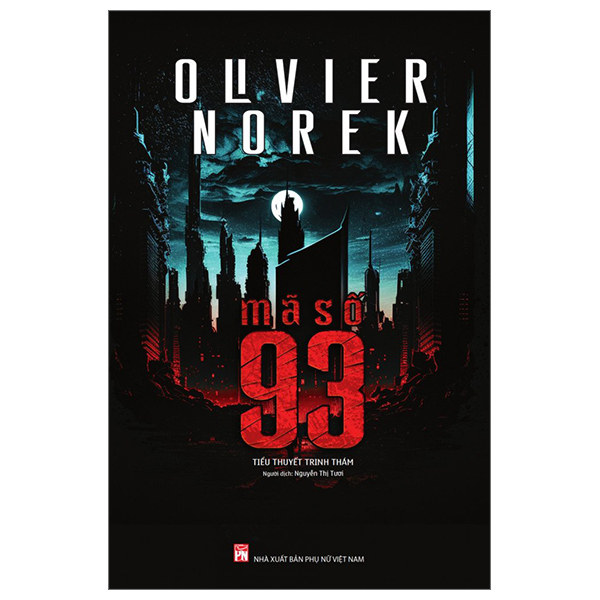 OLIVIER
NOREK
mã số
93
TIỂU THUYẾT TRINH THÁM
Người dịch: Nguyễn Thị Tươi
PN
NHÀ XUẤT BẢN PHỤ NỮ VIỆT NAM